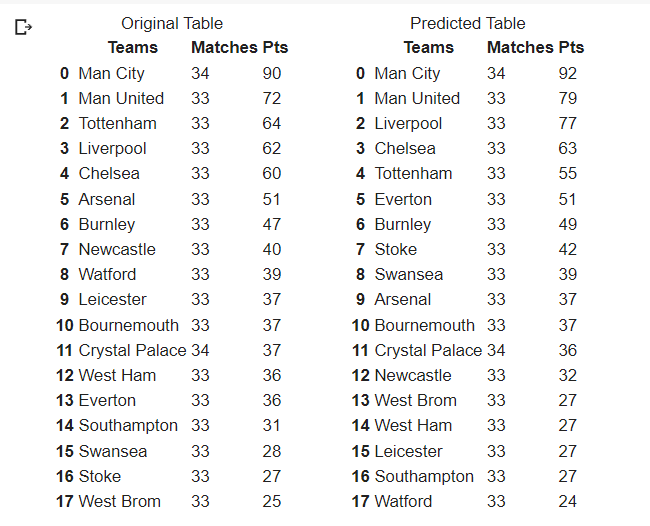 Original Table Predicted Table
Teams Matches Pts Teams Matches Pts
0 Man City 34 90 0 Man City 34 92
1 Man United 33 72 1 Man United 33 79
2 Tottenham 33 64 2 Liverpool 33 77
3 Liverpool 33 62 3 Chelsea 33 63
4 Chelsea 33 60 4 Tottenham 33 55
5 Arsenal 33 51 5 Everton 33 51
6 Burnley 33 47 6 Burnley 33 49
7 Newcastle 33 40 7 Stoke 33 42
8 Watford 33 39 8 Swansea 33 39
9 Leicester 33 37 9 Arsenal 33 37
10 Bournemouth 33 37 10 Bournemouth 33 37
11 Crystal Palace 34 37 11 Crystal Palace 34 36
12 West Ham 33 36 12 Newcastle 33 32
13 Everton 33 36 13 West Brom 33 27
14 Southampton 33 31 14 West Ham 33 27
15 Swansea 33 28 15 Leicester 33 27
16 Stoke 33 27 16 Southampton 33 27
17 West Brom 33 25 17 Watford 33 24